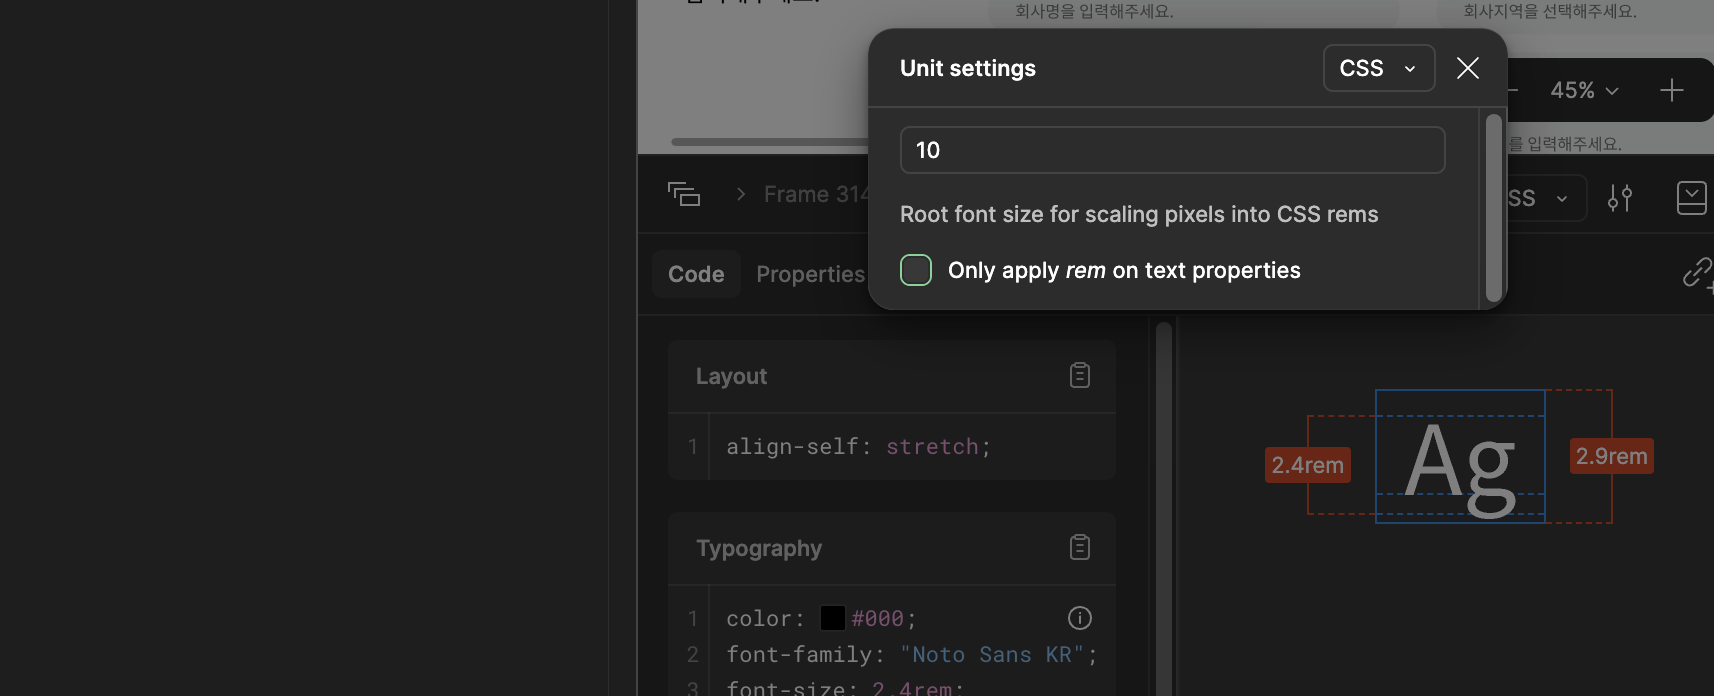 회사명을 입력해주세요.
회사지역을 선택해주세요.
Unit settings
CSS
45%
10
를 입력해주세요.
Frame 314
SS
Root font size for scaling pixels into CSS rems
Code
Properties
Only apply rem on text properties
Layout
1 align-self: stretch;
2.4rem
Ag
2.9rem
Typography
1 color: #000;
2 font-family: "Noto Sans KR";
3 font-size: 2.4rem;